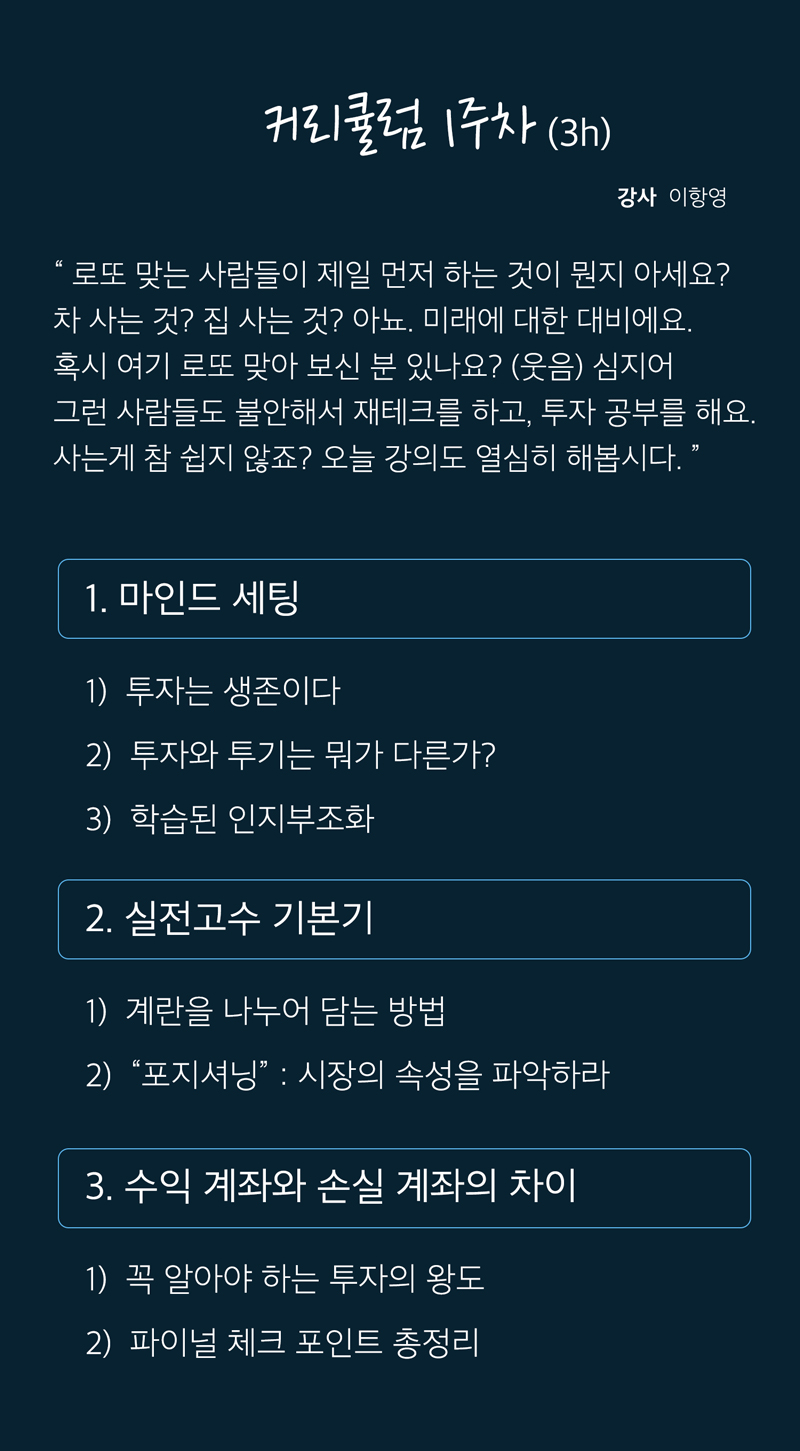 커리큘럼 1주차 (3h)
강사 이항영
“ 로또 맞는 사람들이 제일 먼저 하는 것이 뭔지 아세요?
차 사는 것? 집 사는 것? 아뇨. 미래에 대한 대비에요.
혹시 여기 로또 맞아 보신 분 있나요? (웃음) 심지어
그런 사람들도 불안해서 재테크를 하고, 투자 공부를 해요.
사는게 참 쉽지 않죠? 오늘 강의도 열심히 해봅시다. ”
1. 마인드 세팅
1) 투자는 생존이다
2) 투자와 투기는 뭐가 다른가?
3) 학습된 인지부조화
2. 실전고수 기본기
1) 계란을 나누어 담는 방법
2) “포지셔닝” : 시장의 속성을 파악하라
3. 수익 계좌와 손실 계좌의 차이
1) 꼭 알아야 하는 투자의 왕도
2) 파이널 체크 포인트 총정리